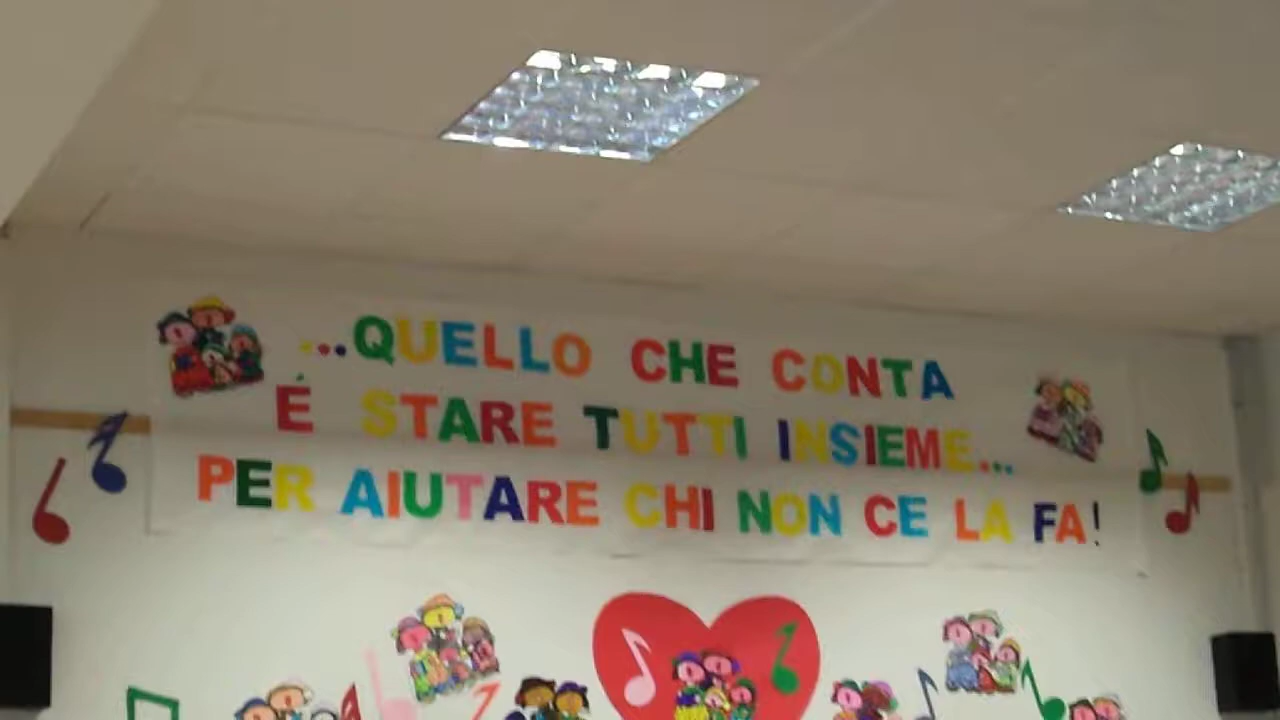 ...QUELLO CHE CONTA
É STARE TUTTI INSIEME...
PER AIUTARE CHI NON CE LA FA!